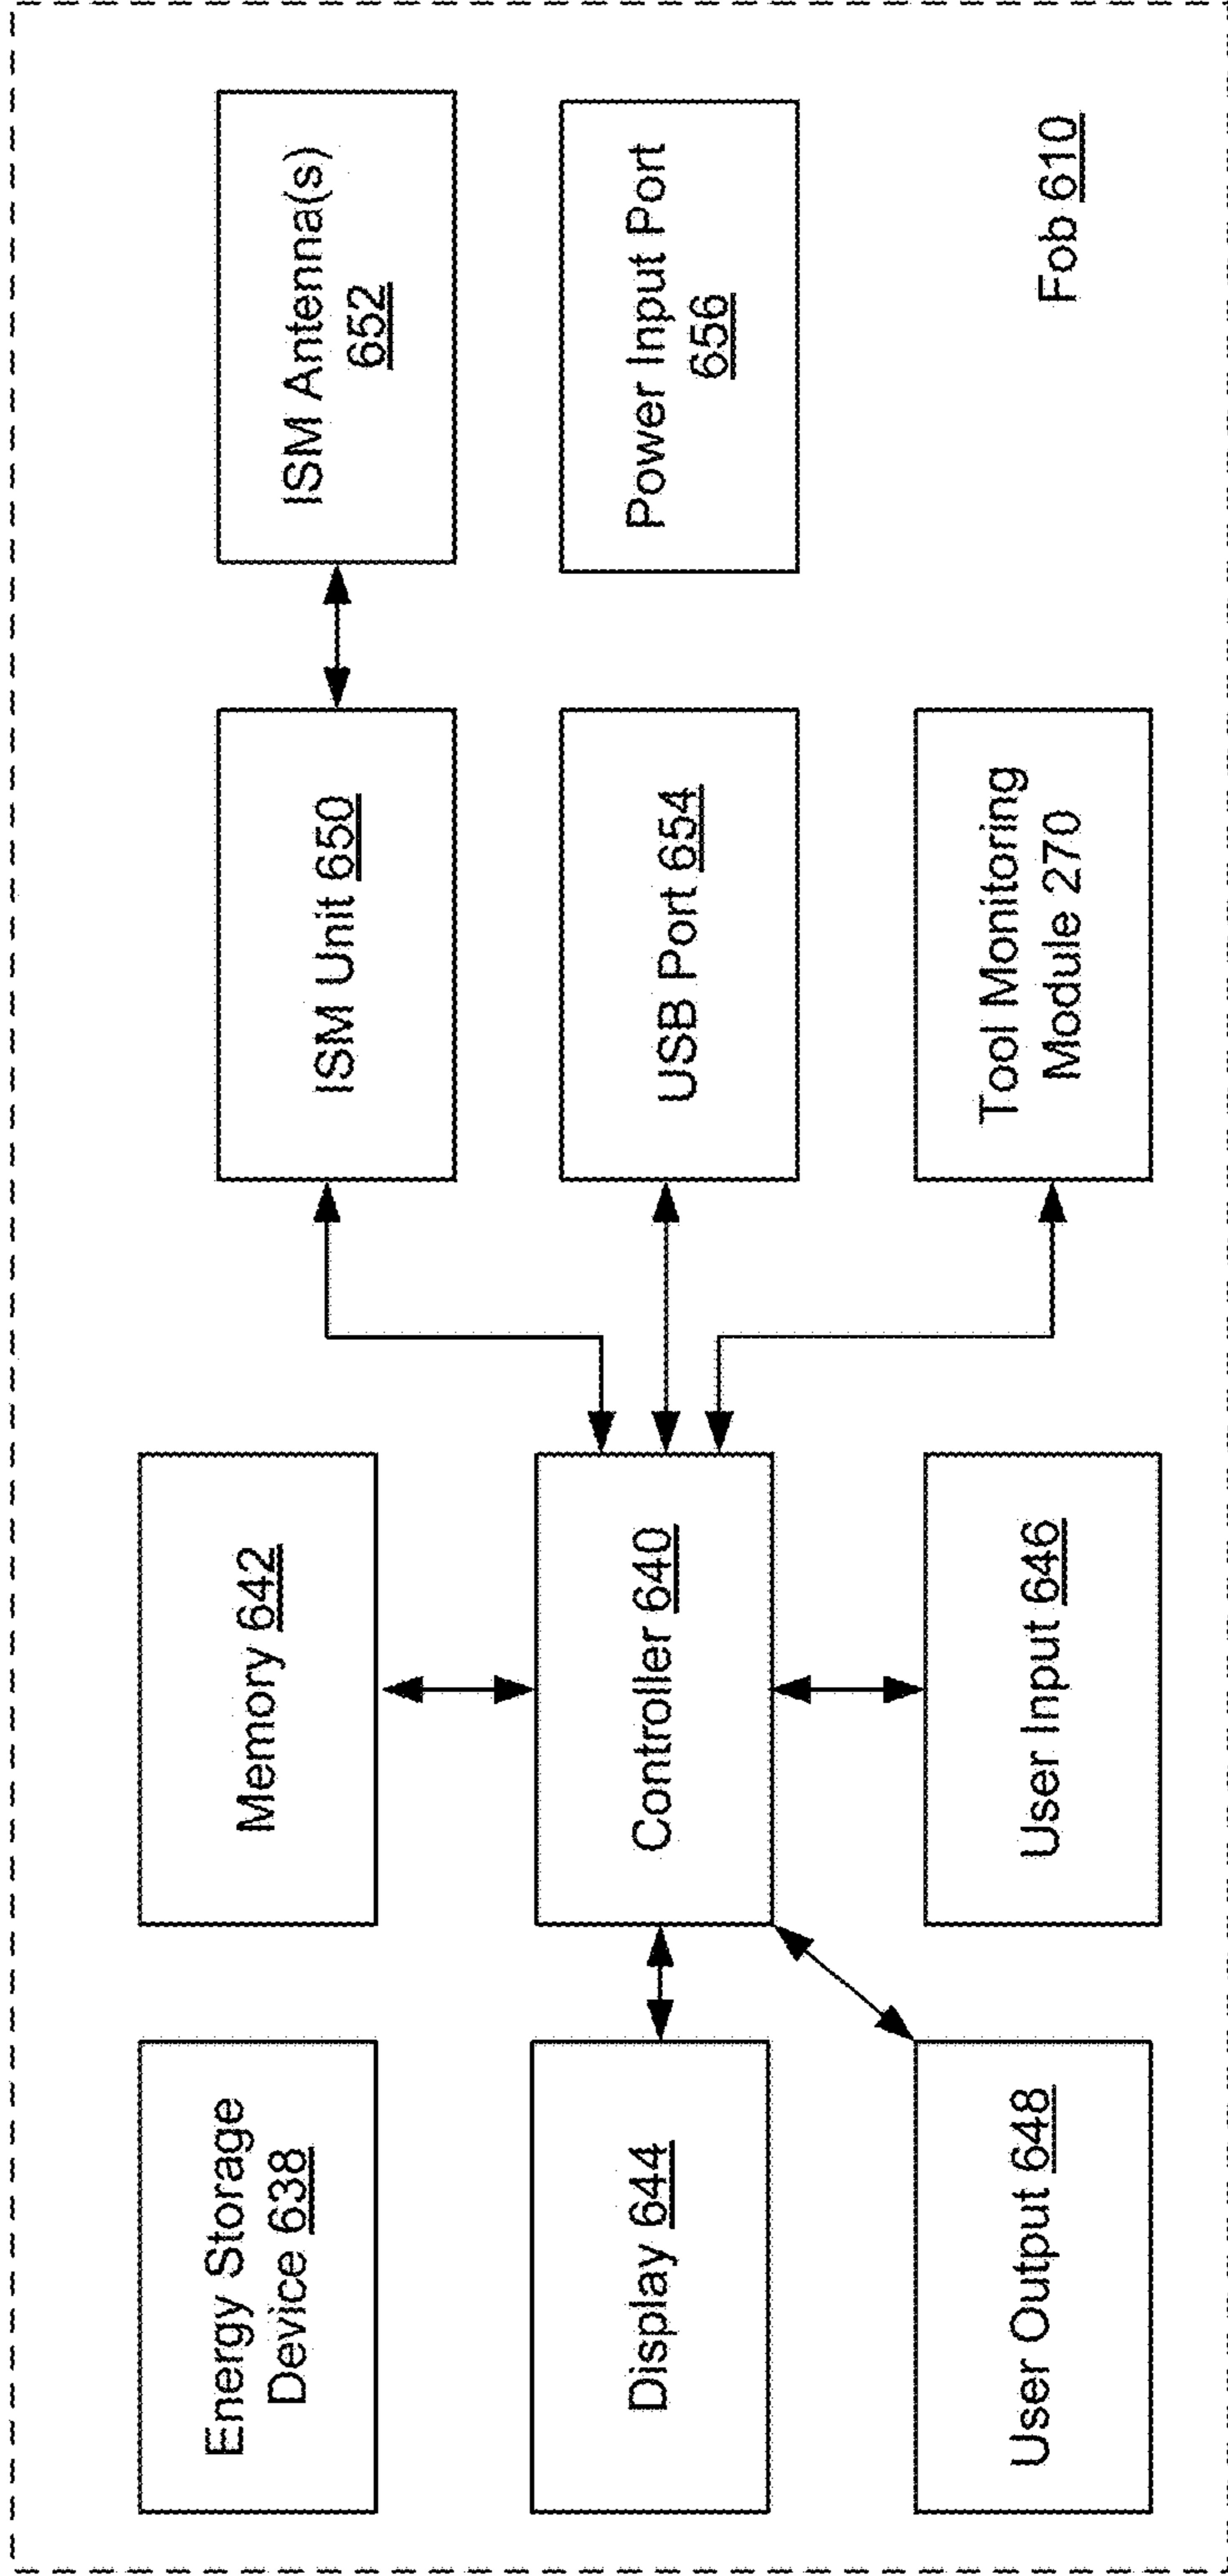 Energy Storage
Device 638
Memory 642
ISM Unit 650
ISM Antenna(s)
652
Display 644
Controller 640
USB Port 654
Power Input Port
656
User Output 648
User Input 646
Tool Monitoring
Module 270
Fob 610